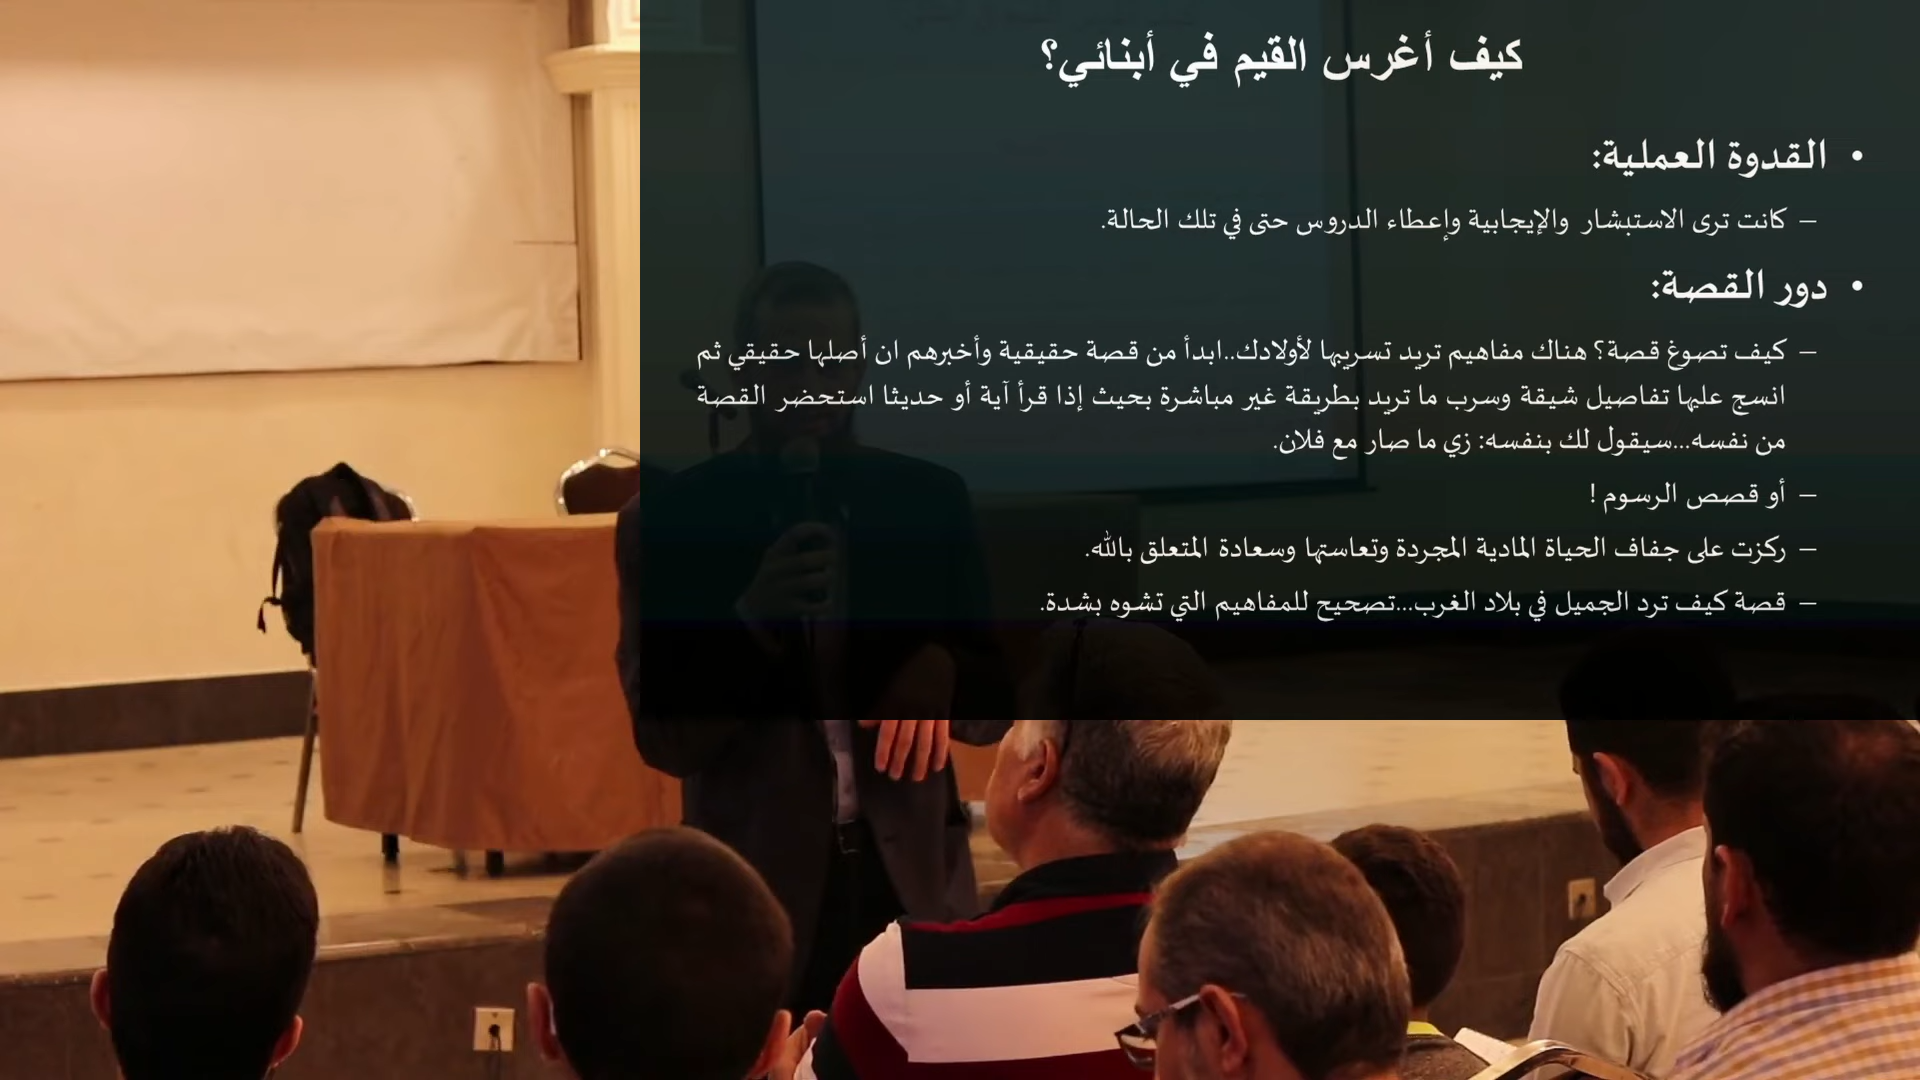 كيف أغرس القيم في أبنائي؟
• القدوة العملية:
– كانت ترى الاستبشار والإيجابية وإعطاء الدروس حتى في تلك الحالة.
• دور القصة:
– كيف تصوغ قصة؟ هناك مفاهيم تريد تسريبها لأولادك..ابدأ من قصة حقيقية وأخبرهم ان أصلها حقيقي ثم
انسج عليها تفاصيل شيقة وسرب ما تريد بطريقة غير مباشرة بحيث إذا قرأ آية أو حديثا استحضر القصة
من نفسه...سيقول لك بنفسه: زي ما صار مع فلان.
– أو قصص الرسوم !
– ركزت على جفاف الحياة المادية المجردة وتعاستها وسعادة المتعلق بالله.
– قصة كيف ترد الجميل في بلاد الغرب...تصحيح للمفاهيم التي تشوه بشدة.